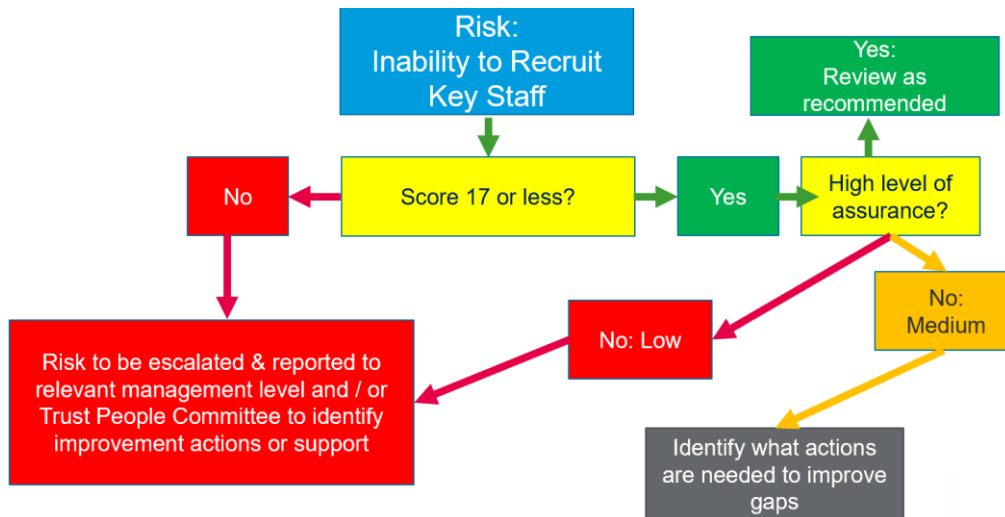 Risk:
Inability to Recruit
Key Staff
Yes:
Review as
recommended
No
Score 17 or less?
Yes
High level of
assurance?
No:
Medium
No: Low
Risk to be escalated & reported to
relevant management level and / or
Trust People Committee to identify
improvement actions or support
Identify what actions
are needed to improve
gaps